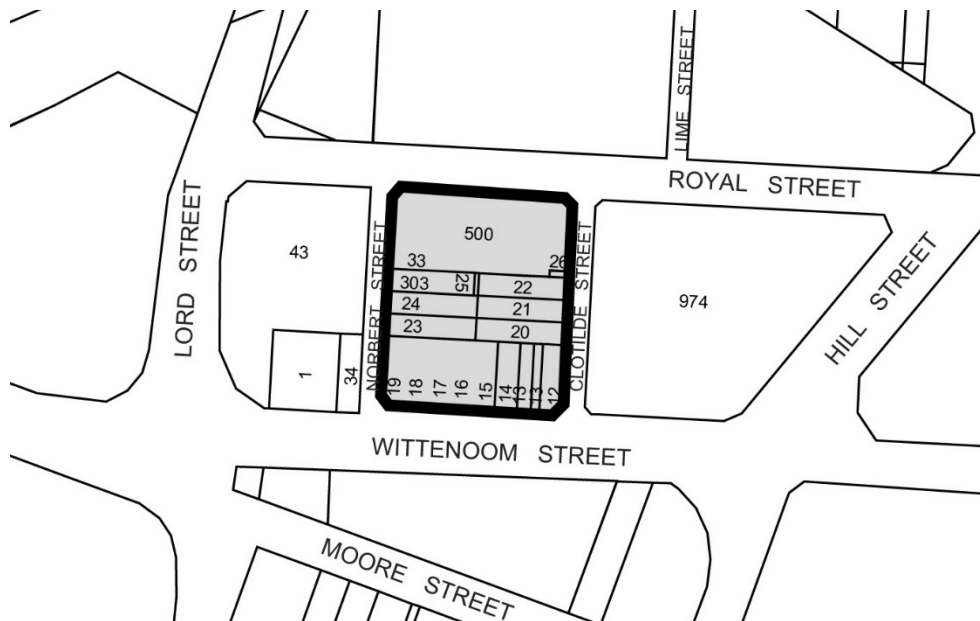 LIME STREET
ROYAL STREET
LORD STREET
43
NORBERT STREET
500
CLOTILDE STREET
974
HILL STREET
33
26
303
25
22
24
21
23
20
1
34
19
18
17
16
15
14
13
13
12
WITTENOOM STREET
MOORE STREET